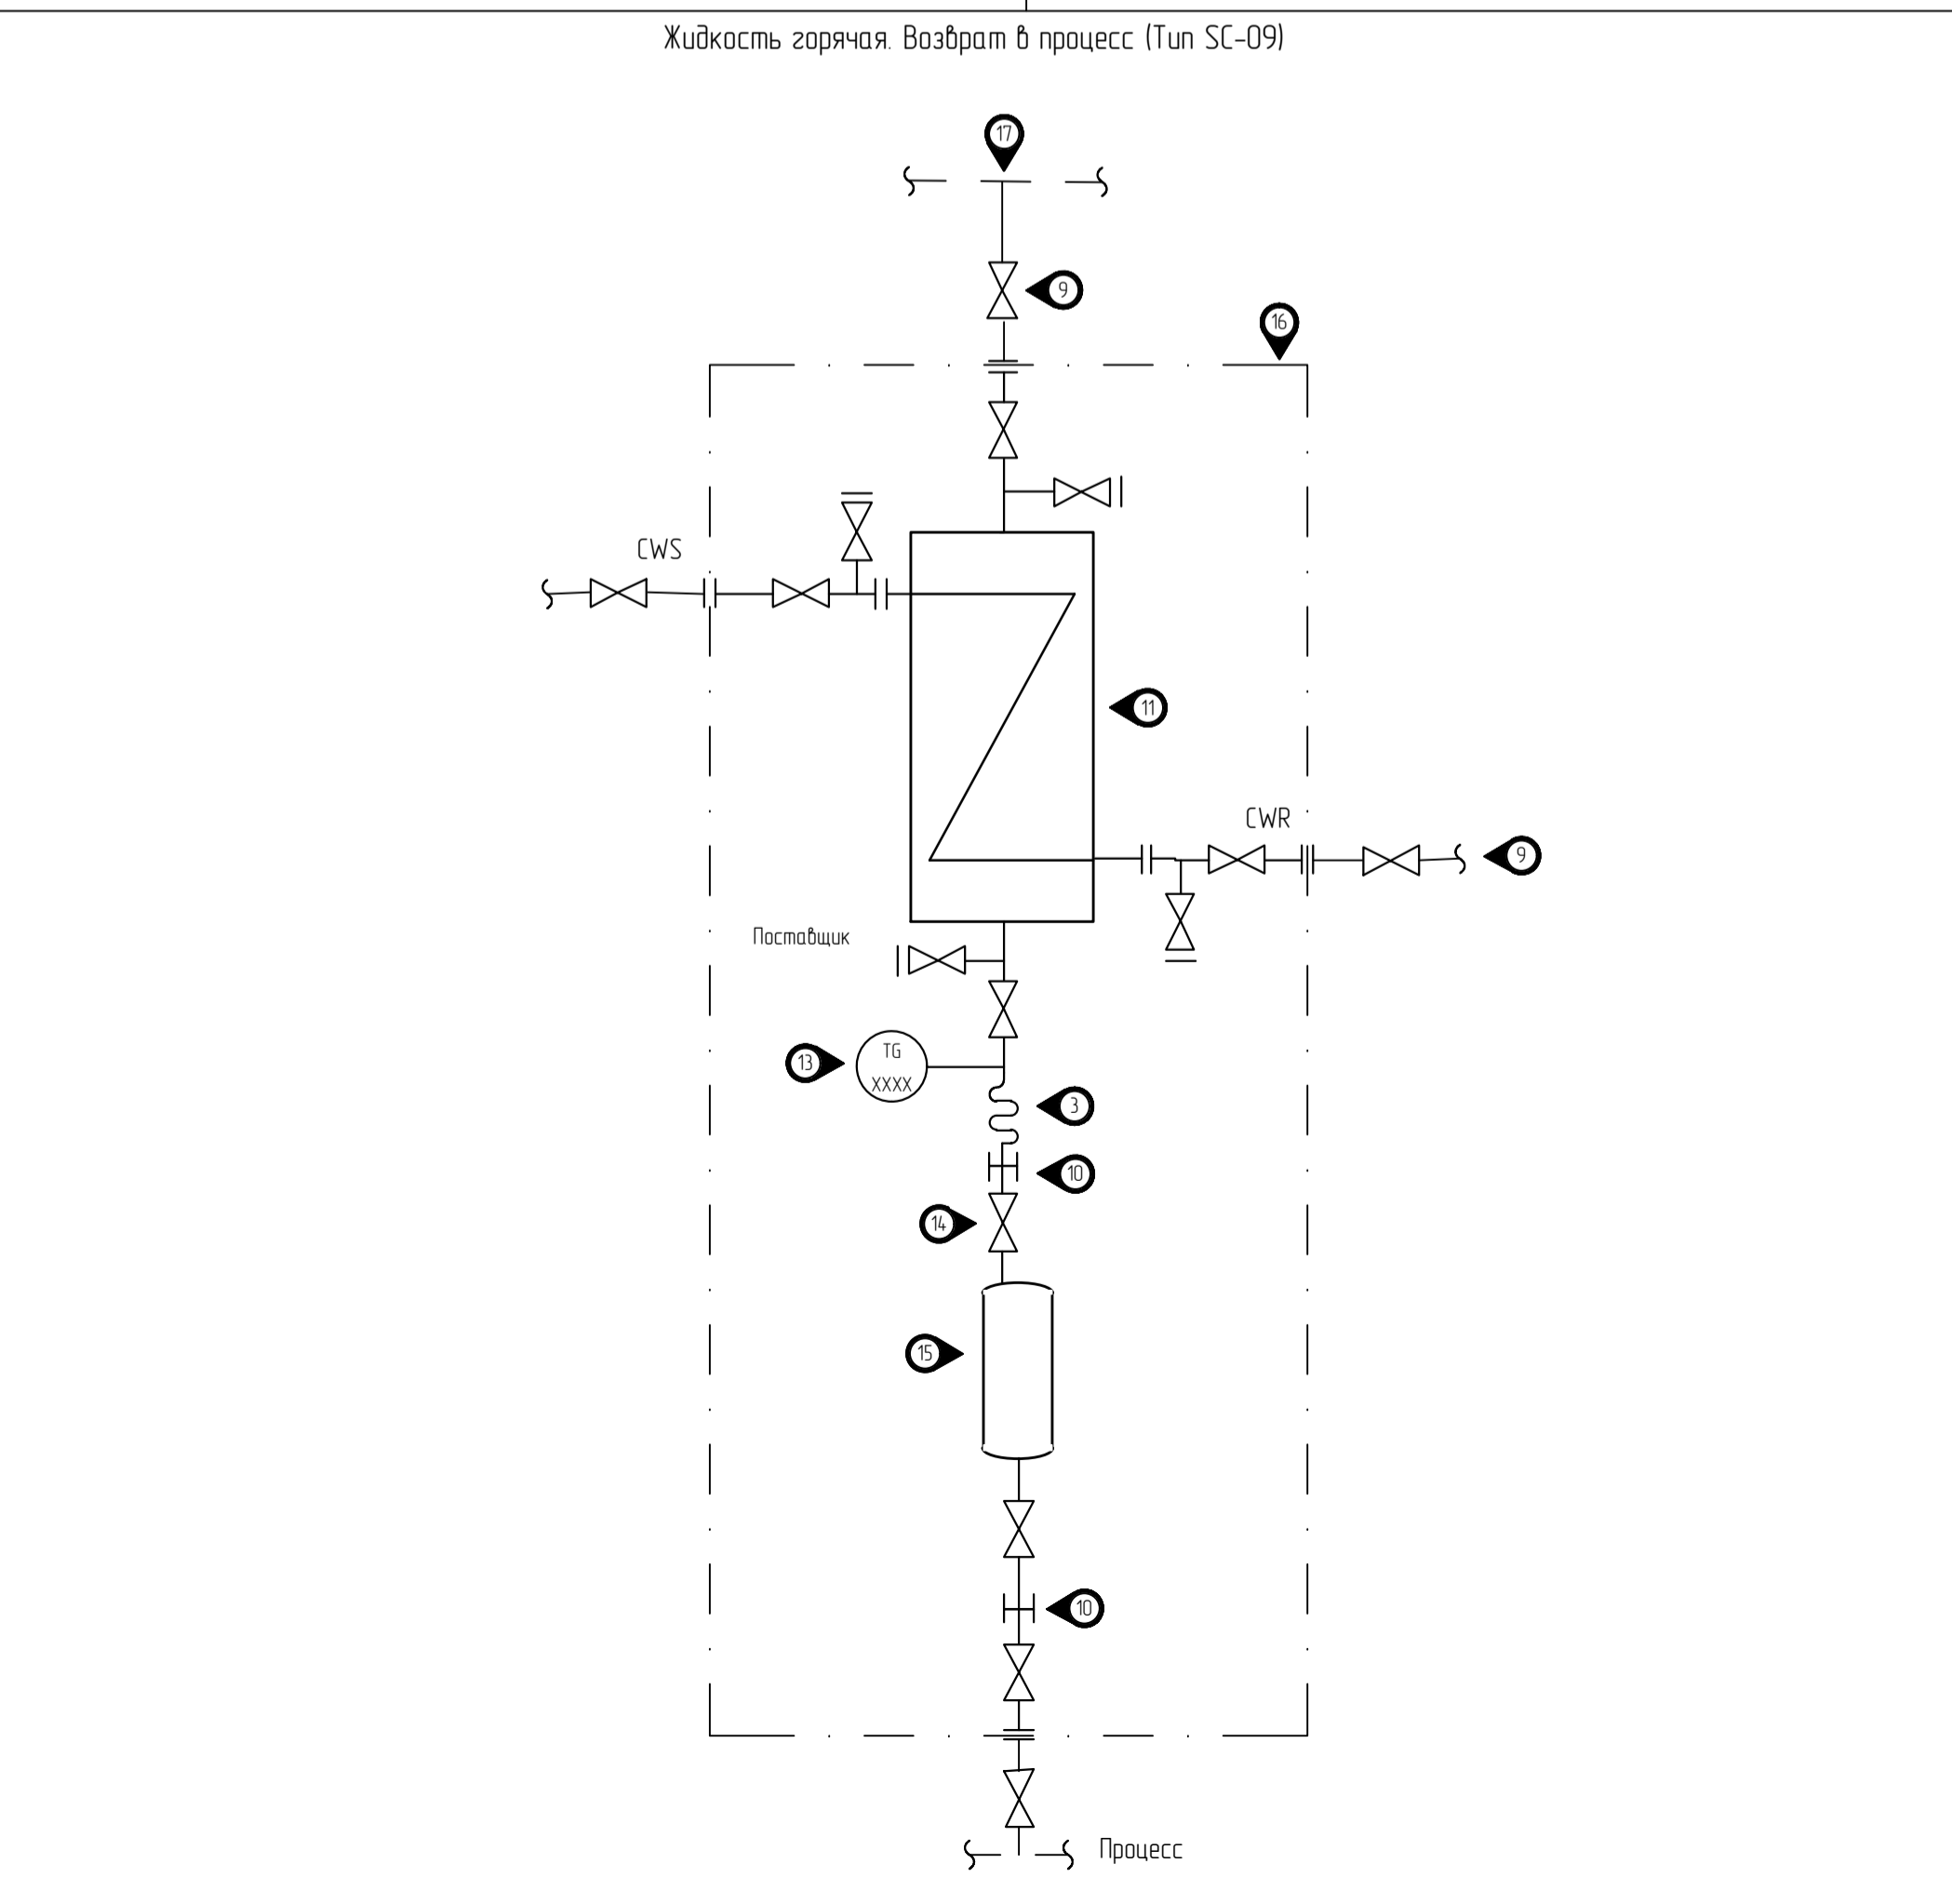 Жидкость горячая. Возврат в процесс (Тип SC-09)
17
9
16
CWS
11
CWR
9
Поставщик
13
TG
XXXX
3
10
14
15
10
Процесс